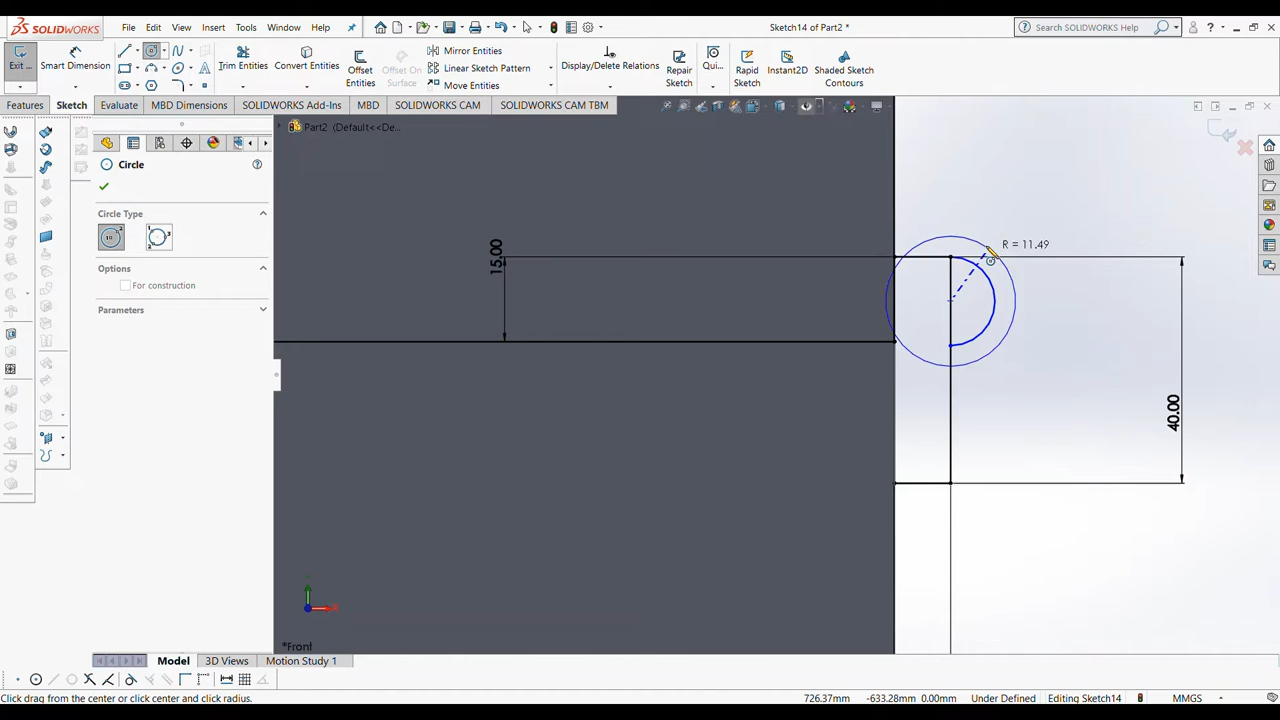 SOLIDWORKS File Edit View Insert Tools Window Sketch14 of Part2 * Search SOLIDWORKS Help
Exit ... Smart Dimension Trim Entities Convert Entities Offset Entities Offset On Surface Mirror Entities Linear Sketch Pattern Move Entities Display/Delete Relations Repair Sketch Qui... Rapid Sketch Instant2D Shaded Sketch Contours
Features Sketch Evaluate MBD Dimensions SOLIDWORKS Add-Ins MBD SOLIDWORKS CAM SOLIDWORKS CAM TBM
Part2 (Default<<De...
Circle
Circle Type
Options
For construction
Parameters
15.00
R = 11.49
40.00
*Front
Model 3D Views Motion Study 1
Click drag from the center or click center and click radius. 726.37mm -633.28mm 0.00mm Under Defined Editing Sketch14 MMGS